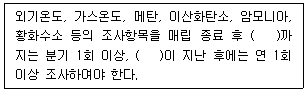 외기온도, 가스온도, 메탄, 이산화탄소, 암모니아,
황화수소 등의 조사항목을 매립 종료 후 (   )까
지는 분기 1회 이상, (   )이 지난 후에는 연 1회
이상 조사하여야 한다.